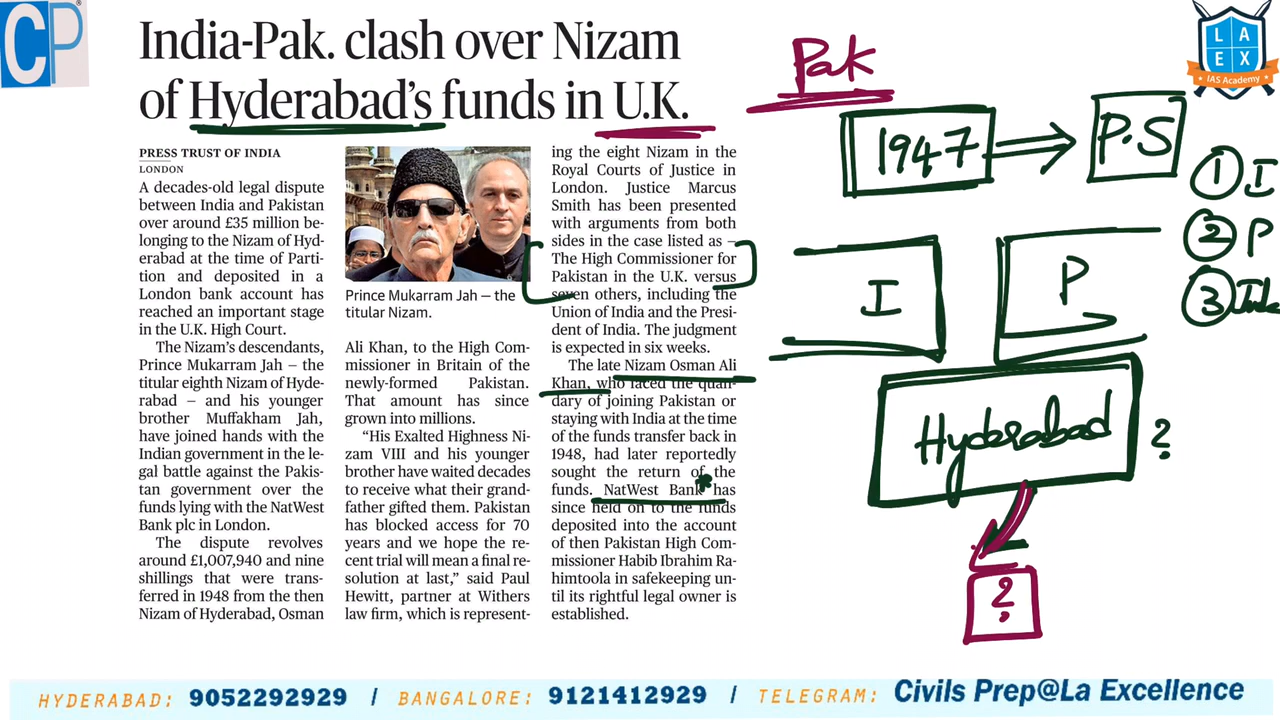 CP®
India-Pak. clash over Nizam
of Hyderabad's funds in U.K.
PRESS TRUST OF INDIA
LONDON
A decades-old legal dispute
between India and Pakistan
over around £35 million be-
longing to the Nizam of Hyd-
erabad at the time of Parti-
tion and deposited in a
London bank account has
reached an important stage
in the U.K. High Court.
The Nizam's descendants,
Prince Mukarram Jah – the
titular eighth Nizam of Hyde-
rabad – and his younger
brother Muffakham Jah,
have joined hands with the
Indian government in the le-
gal battle against the Pakis-
tan government over the
funds lying with the NatWest
Bank plc in London.
The dispute revolves
around £1,007,940 and nine
shillings that were trans-
ferred in 1948 from the then
Nizam of Hyderabad, Osman
Prince Mukarram Jah – the
titular Nizam.
Ali Khan, to the High Com-
missioner in Britain of the
newly-formed Pakistan.
That amount has since
grown into millions.
“His Exalted Highness Ni-
zam VIII and his younger
brother have waited decades
to receive what their grand-
father gifted them. Pakistan
has blocked access for 70
years and we hope the re-
cent trial will mean a final re-
solution at last,” said Paul
Hewitt, partner at Withers
law firm, which is represent-
ing the eight Nizam in the
Royal Courts of Justice in
London. Justice Marcus
Smith has been presented
with arguments from both
sides in the case listed as –
The High Commissioner for
Pakistan in the U.K. versus
seven others, including the
Union of India and the Presi-
dent of India. The judgment
is expected in six weeks.
The late Nizam Osman Ali
Khan, who faced the quan-
dary of joining Pakistan or
staying with India at the time
of the funds transfer back in
1948, had later reportedly
sought the return of the
funds. NatWest Bank* has
since held on to the funds
deposited into the account
of then Pakistan High Com-
missioner Habib Ibrahim Ra-
himtoola in safekeeping un-
til its rightful legal owner is
established.
Pak
1947 ⇒ P.S
① I
② P
③
I
P
Hyderabad ?
?
L A
E X
IAS Academy
HYDERABAD: 9052292929 / BANGALORE: 9121412929 / TELEGRAM: Civils Prep@La Excellence